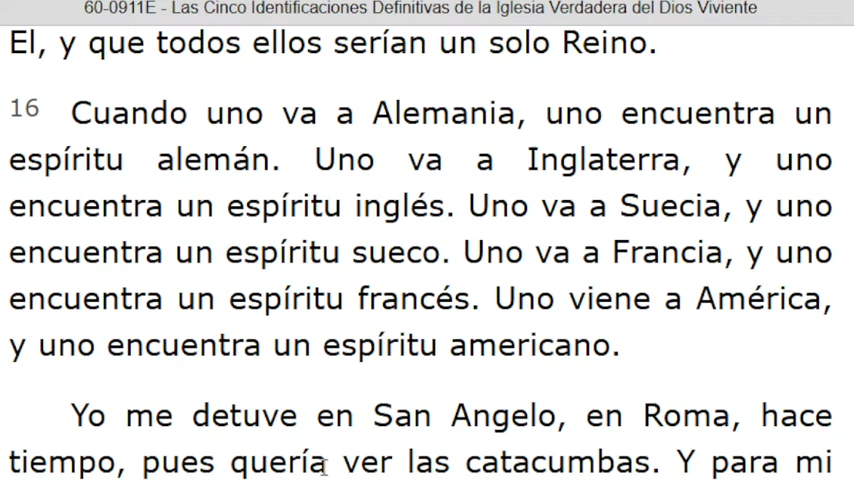 60-0911E - Las Cinco Identificaciones Definitivas de la Iglesia Verdadera del Dios Viviente
El, y que todos ellos serían un solo Reino.
16 Cuando uno va a Alemania, uno encuentra un
espíritu alemán. Uno va a Inglaterra, y uno
encuentra un espíritu inglés. Uno va a Suecia, y uno
encuentra un espíritu sueco. Uno va a Francia, y uno
encuentra un espíritu francés. Uno viene a América,
y uno encuentra un espíritu americano.
Yo me detuve en San Angelo, en Roma, hace
tiempo, pues quería ver las catacumbas. Y para mi